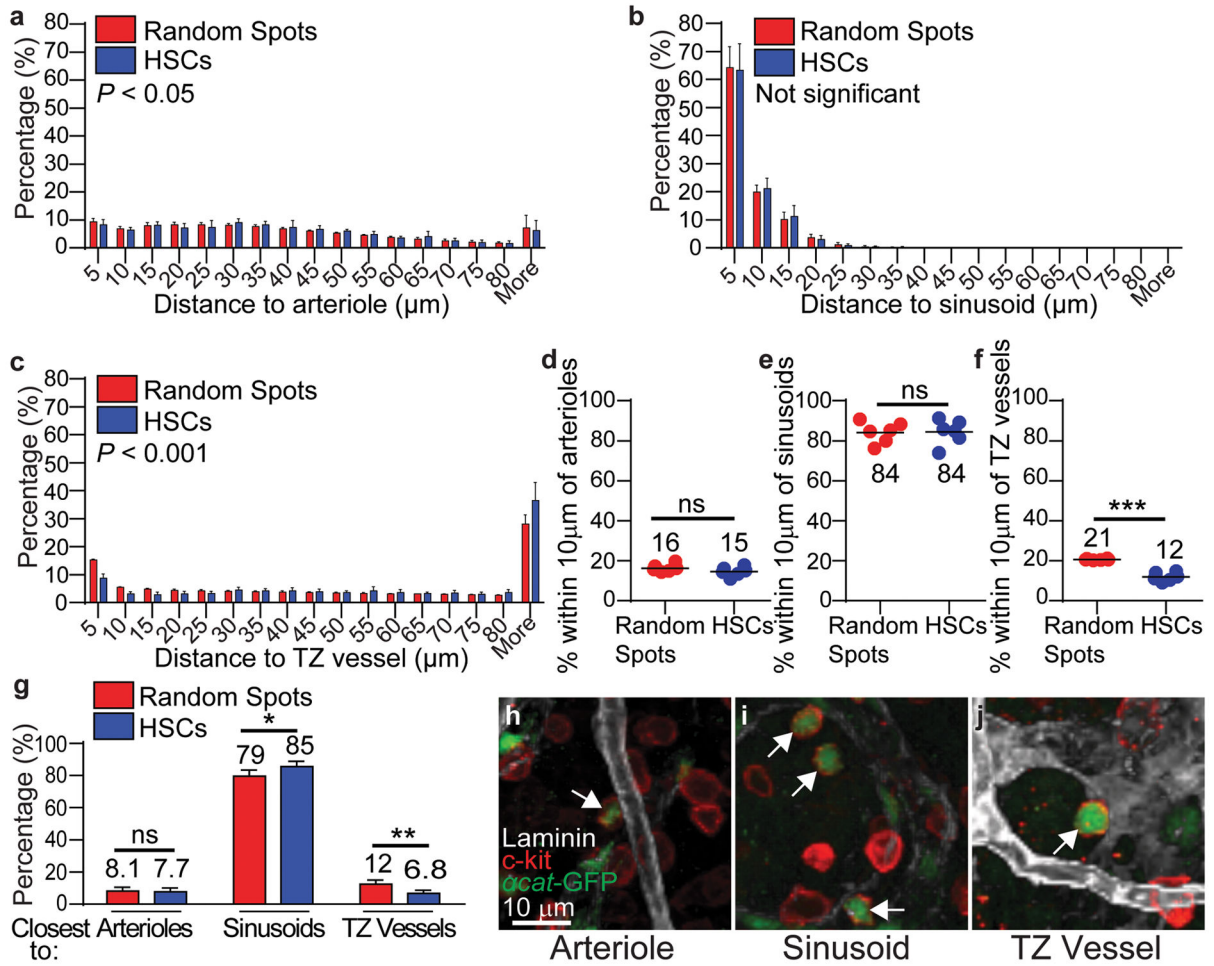 a
80
70
60
50
40
30
20
10
0
Percentage (%)
Random Spots
HSCs
P < 0.05
5 10 15 20 25 30 35 40 45 50 55 60 65 70 75 80 More
Distance to arteriole (µm)
b
80
70
60
50
40
30
20
10
0
Percentage (%)
Random Spots
HSCs
Not significant
5 10 15 20 25 30 35 40 45 50 55 60 65 70 75 80 More
Distance to sinusoid (µm)
c
80
70
60
50
40
30
20
10
0
Percentage (%)
Random Spots
HSCs
P < 0.001
5 10 15 20 25 30 35 40 45 50 55 60 65 70 75 80 More
Distance to TZ vessel (µm)
d
% within 10µm of arterioles
100
80
60
40
20
0
ns
16 15
Random HSCs
Spots
e
% within 10µm of sinusoids
100
80
60
40
20
0
ns
84 84
Random HSCs
Spots
f
% within 10µm of TZ vessels
100
80
60
40
20
0
***
21
12
Random HSCs
Spots
g
Random Spots
HSCs
Percentage (%)
100
80
60
40
20
0
ns
8.1 7.7
*
79 85
**
12 6.8
Closest Arterioles Sinusoids TZ Vessels
to:
h
Laminin
c-kit
αcat-GFP
10 µm
Arteriole
i
Sinusoid
j
TZ Vessel